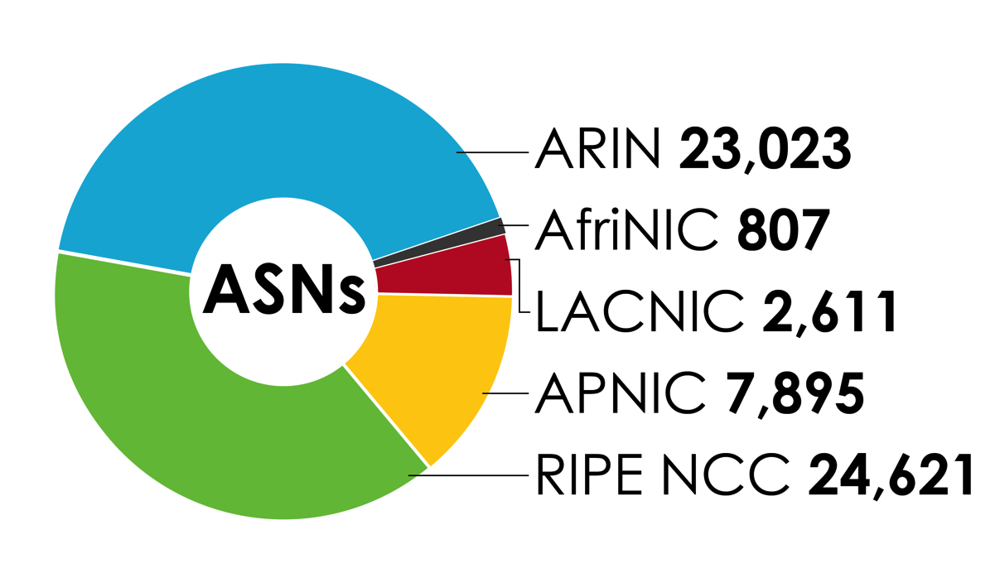 ASNs
ARIN 23,023
AfriNIC 807
LACNIC 2,611
APNIC 7,895
RIPE NCC 24,621